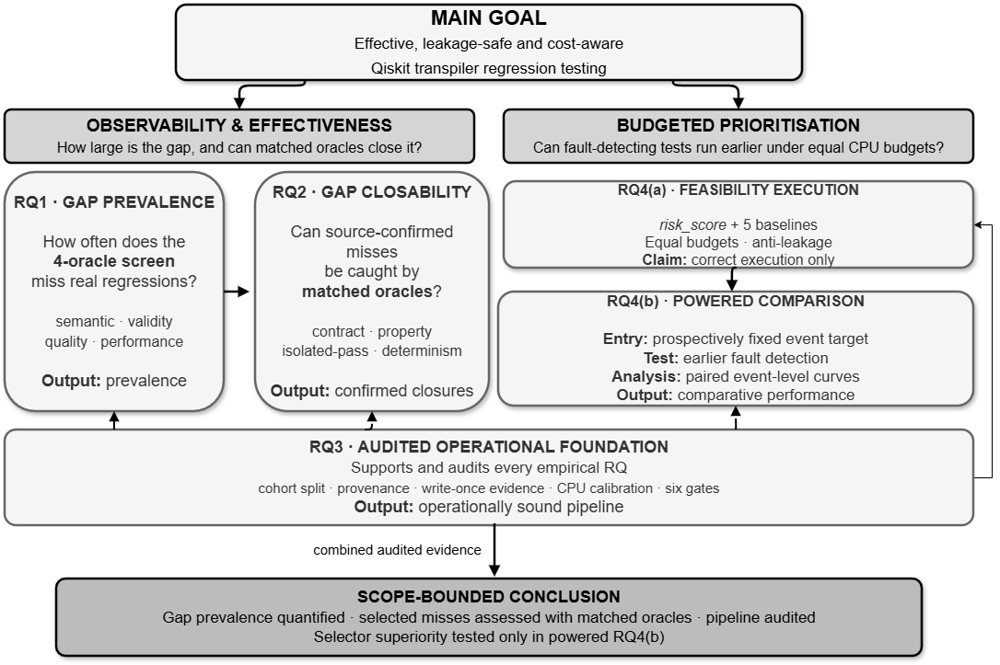 MAIN GOAL
Effective, leakage-safe and cost-aware
Qiskit transpiler regression testing
OBSERVABILITY & EFFECTIVENESS
How large is the gap, and can matched oracles close it?
BUDGETED PRIORITISATION
Can fault-detecting tests run earlier under equal CPU budgets?
RQ1 · GAP PREVALENCE
How often does the
4-oracle screen
miss real regressions?
semantic · validity
quality · performance
Output: prevalence
RQ2 · GAP CLOSABILITY
Can source-confirmed
misses
be caught by
matched oracles?
contract · property
isolated-pass · determinism
Output: confirmed closures
RQ4(a) · FEASIBILITY EXECUTION
risk_score + 5 baselines
Equal budgets · anti-leakage
Claim: correct execution only
RQ4(b) · POWERED COMPARISON
Entry: prospectively fixed event target
Test: earlier fault detection
Analysis: paired event-level curves
Output: comparative performance
RQ3 · AUDITED OPERATIONAL FOUNDATION
Supports and audits every empirical RQ
cohort split · provenance · write-once evidence · CPU calibration · six gates
Output: operationally sound pipeline
combined audited evidence
SCOPE-BOUNDED CONCLUSION
Gap prevalence quantified · selected misses assessed with matched oracles · pipeline audited
Selector superiority tested only in powered RQ4(b)